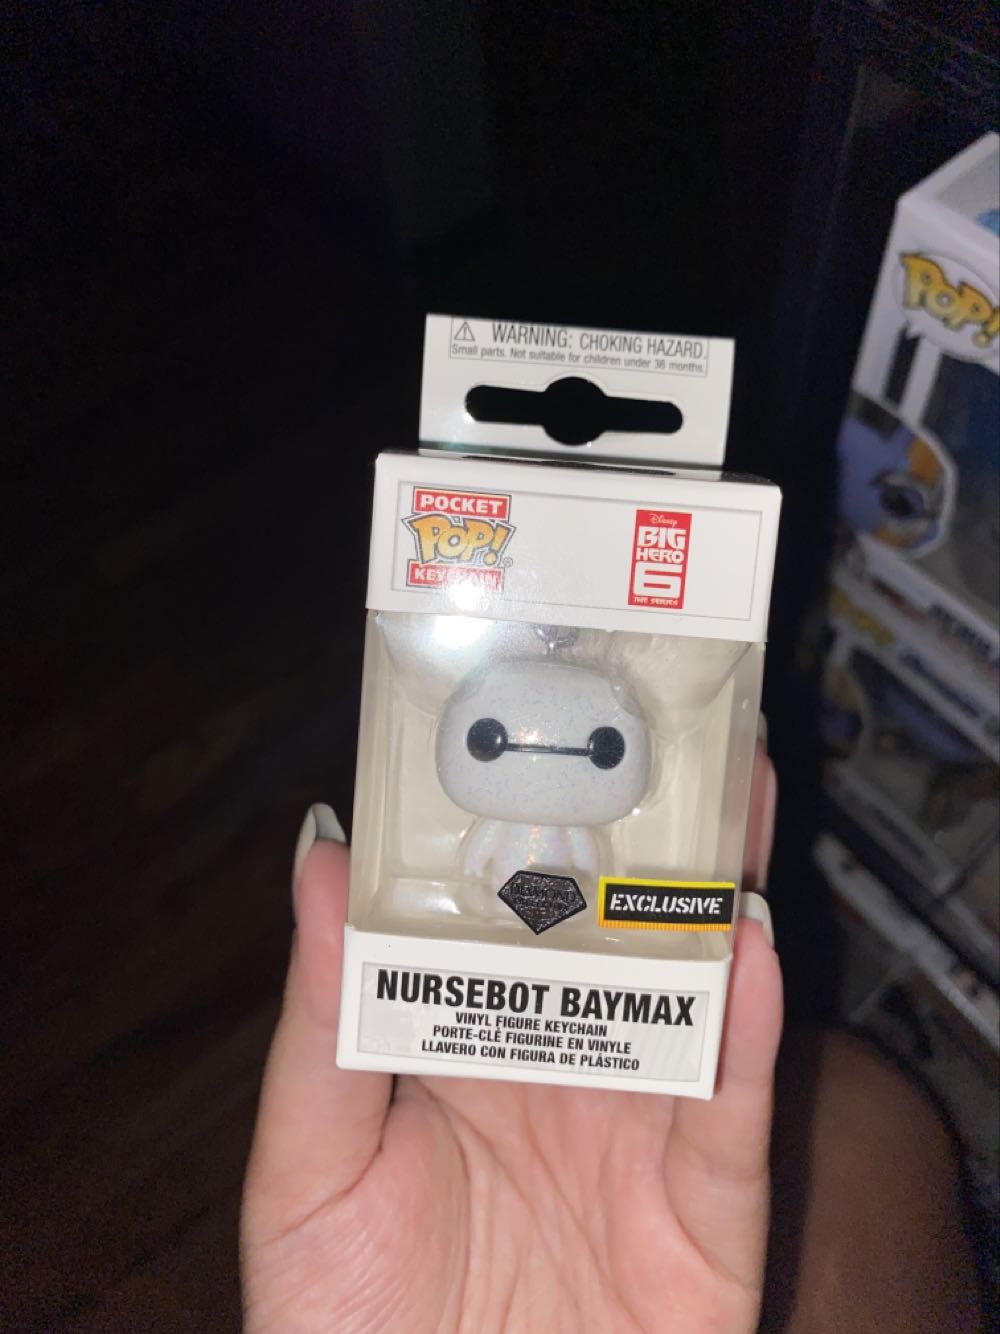 WARNING: CHOKING HAZARD.
Small parts. Not suitable for children under 36 months.
POCKET
POP!
KEYCHAIN
Disney
BIG
HERO
6
THE SERIES
DIAMOND
EXCLUSIVE
NURSEBOT BAYMAX
VINYL FIGURE KEYCHAIN
PORTE-CLÉ FIGURINE EN VINYLE
LLAVERO CON FIGURA DE PLÁSTICO
POP!